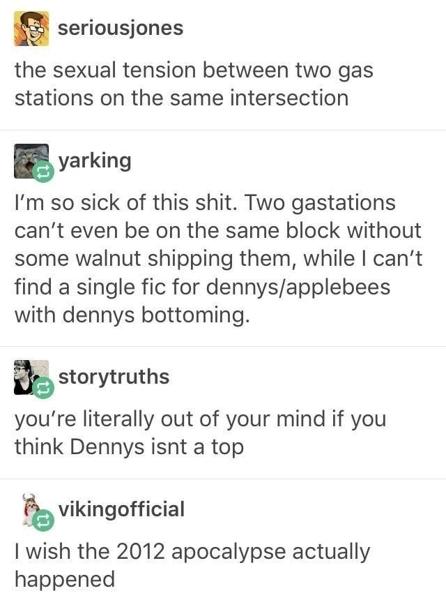 seriousjones
the sexual tension between two gas
stations on the same intersection
yarking
I'm so sick of this shit. Two gastations
can't even be on the same block without
some walnut shipping them, while I can't
find a single fic for dennys/applebees
with dennys bottoming.
storytruths
you're literally out of your mind if you
think Dennys isnt a top
vikingofficial
I wish the 2012 apocalypse actually
happened